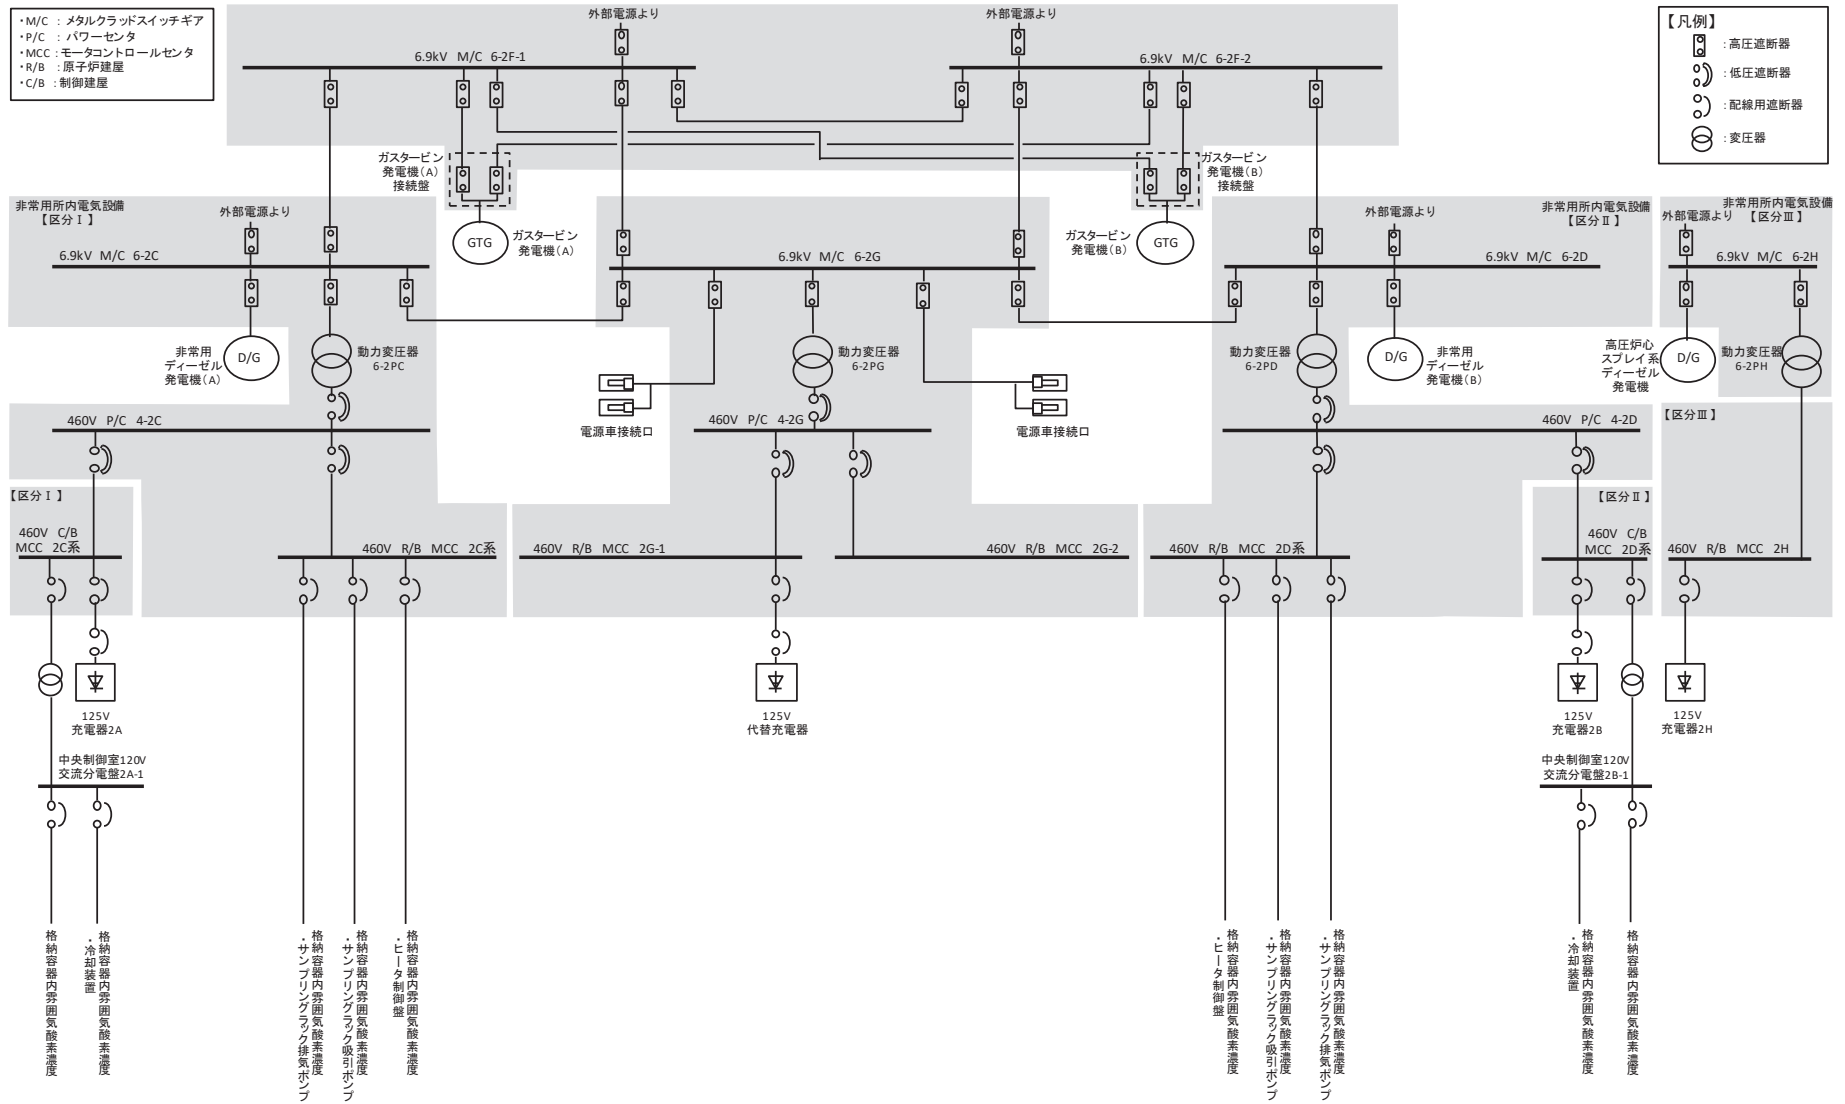 ・M/C : メタルクラッドスイッチギア
・P/C : パワーセンタ
・MCC : モータコントロールセンタ
・R/B : 原子炉建屋
・C/B : 制御建屋
外部電源より
外部電源より
6.9kV M/C 6-2F-1
6.9kV M/C 6-2F-2
【凡例】
: 高圧遮断器
: 低圧遮断器
: 配線用遮断器
: 変圧器
ガスタービン
発電機(A)
接続盤
ガスタービン
発電機(B)
接続盤
非常用所内電気設備
【区分Ⅰ】
外部電源より
6.9kV M/C 6-2C
GTG
ガスタービン
発電機(A)
6.9kV M/C 6-2G
ガスタービン
発電機(B)
GTG
外部電源より
非常用所内電気設備
【区分Ⅱ】
6.9kV M/C 6-2D
非常用所内電気設備
外部電源より
【区分Ⅲ】
6.9kV M/C 6-2H
非常用
ディーゼル
発電機(A)
D/G
動力変圧器
6-2PC
動力変圧器
6-2PG
動力変圧器
6-2PD
D/G
非常用
ディーゼル
発電機(B)
高圧炉心
スプレイ系
ディーゼル
発電機
D/G
動力変圧器
6-2PH
460V P/C 4-2C
電源車接続口
460V P/C 4-2G
電源車接続口
460V P/C 4-2D
【区分Ⅲ】
【区分Ⅰ】
460V C/B
MCC 2C系
460V R/B MCC 2C系
460V R/B MCC 2G-1
460V R/B MCC 2G-2
460V R/B MCC 2D系
【区分Ⅱ】
460V C/B
MCC 2D系
460V R/B MCC 2H
125V
充電器2A
125V
代替充電器
125V
充電器2B
125V
充電器2H
中央制御室120V
交流分電盤2A-1
中央制御室120V
交流分電盤2B-1
格納容器内雰囲気酸素濃度
格納容器内雰囲気酸素濃度
・冷却装置
格納容器内雰囲気酸素濃度
・サンプリングラック排気ポンプ
格納容器内雰囲気酸素濃度
・サンプリングラック吸引ポンプ
格納容器内雰囲気酸素濃度
・ヒータ制御盤
格納容器内雰囲気酸素濃度
・ヒータ制御盤
格納容器内雰囲気酸素濃度
・サンプリングラック吸引ポンプ
格納容器内雰囲気酸素濃度
・サンプリングラック排気ポンプ
格納容器内雰囲気酸素濃度
・冷却装置
格納容器内雰囲気酸素濃度